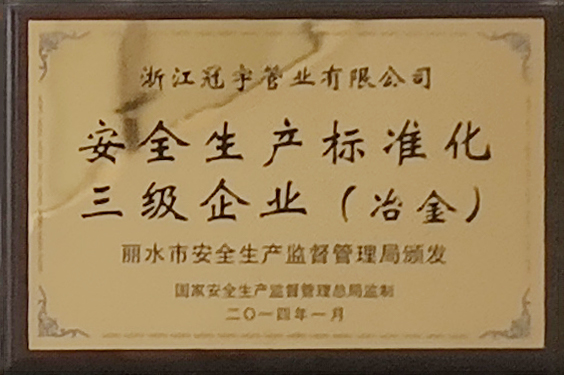 浙江冠宇管业有限公司
安全生产标准化
三级企业（冶金）
丽水市安全生产监督管理局颁发
国家安全生产监督管理总局监制
二〇一四年一月